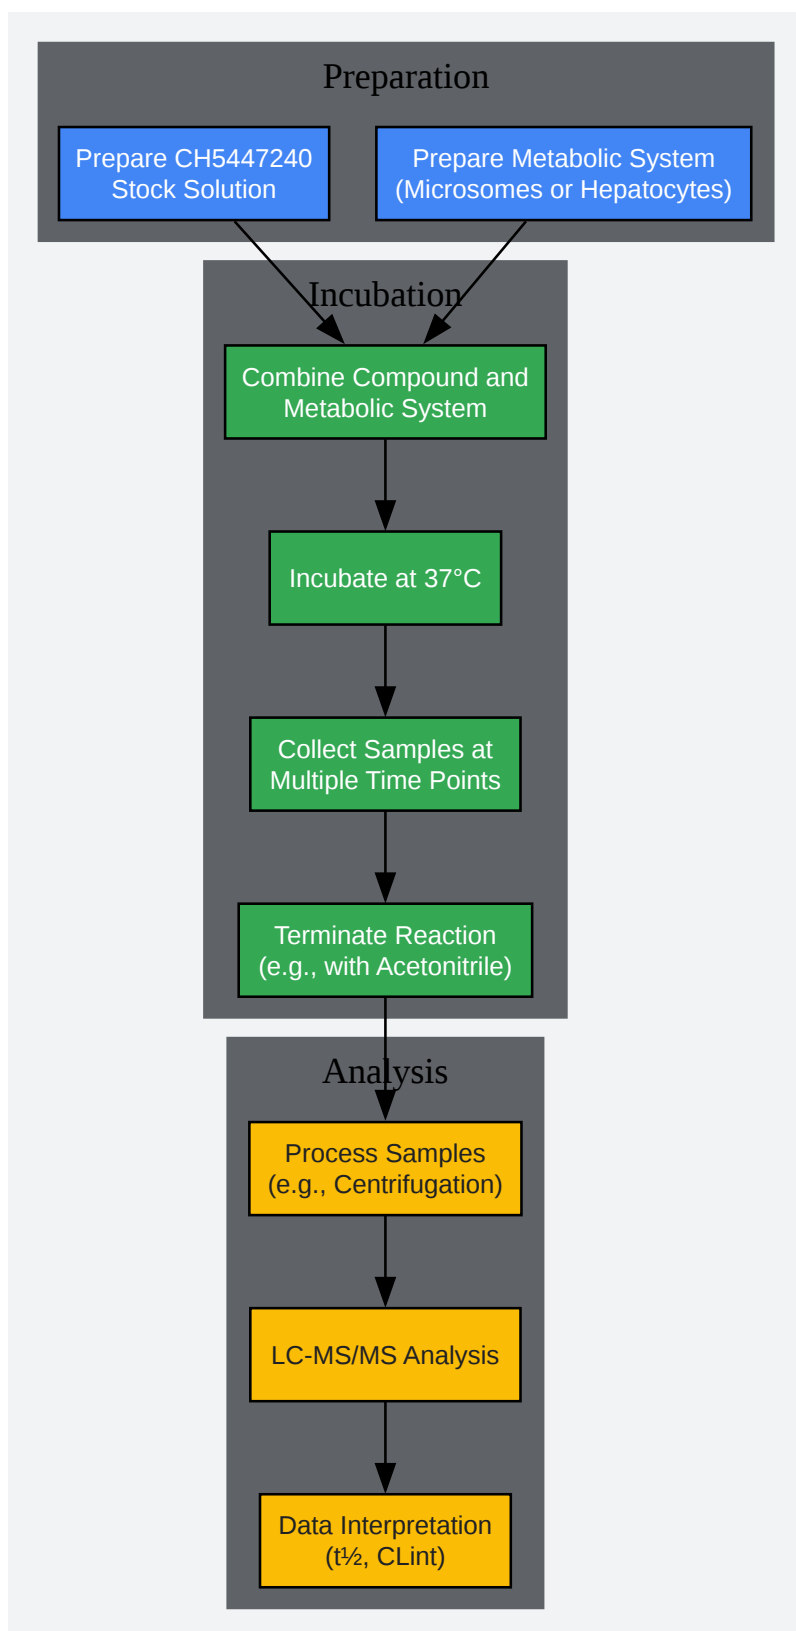 Preparation
Prepare CH5447240
Stock Solution
Prepare Metabolic System
(Microsomes or Hepatocytes)
Incubation
Combine Compound and
Metabolic System
Incubate at 37°C
Collect Samples at
Multiple Time Points
Terminate Reaction
(e.g., with Acetonitrile)
Analysis
Process Samples
(e.g., Centrifugation)
LC-MS/MS Analysis
Data Interpretation
(t½, CLint)